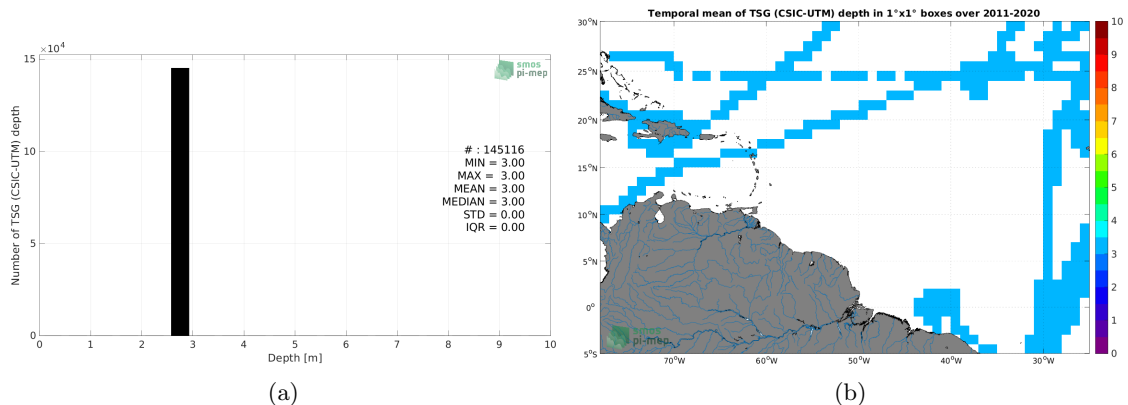 ×10⁴
15
10
5
0
0 1 2 3 4 5 6 7 8 9 10
Number of TSG (CSIC-UTM) depth
Depth [m]
smos
pi-mep
# : 145116
MIN = 3.00
MAX = 3.00
MEAN = 3.00
MEDIAN = 3.00
STD = 0.00
IQR = 0.00
(a)
Temporal mean of TSG (CSIC-UTM) depth in 1°x1° boxes over 2011-2020
30°N
25°N
20°N
15°N
10°N
5°N
0°
5°S
70°W 60°W 50°W 40°W 30°W
smos
pi-mep
10
9
8
7
6
5
4
3
2
1
0
(b)